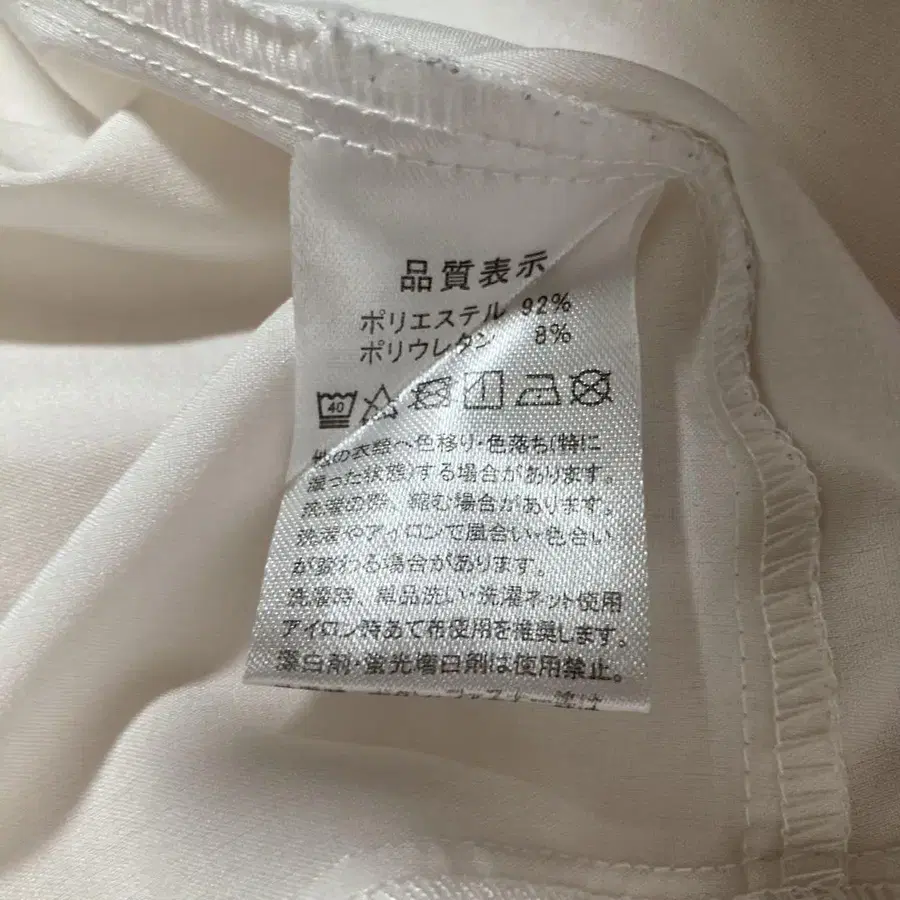 品質表示
ポリエステル 92%
ポリウレタン 8%
40
他の衣類へ色移り・色落ち(特に
湿った状態)する場合があります。
洗濯の際、縮む場合があります。
洗濯やアイロンで風合い・色合い
が変わる場合があります。
洗濯時、単品洗い・洗濯ネット使用
アイロン時あて布使用を推奨します。
漂白剤・蛍光増白剤は使用禁止。